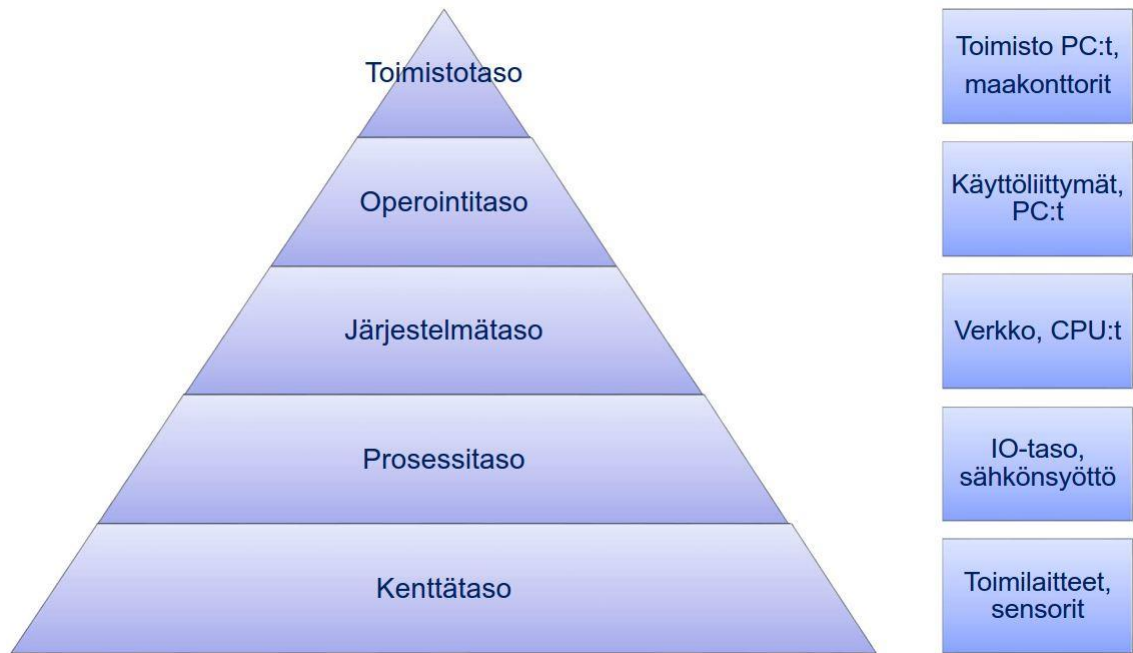 Toimistotaso
Toimisto PC:t,
maakonttorit
Operointitaso
Käyttöliittymät,
PC:t
Järjestelmätaso
Verkko, CPU:t
Prosessitaso
IO-taso,
sähkönsyöttö
Kenttätaso
Toimilaitteet,
sensorit